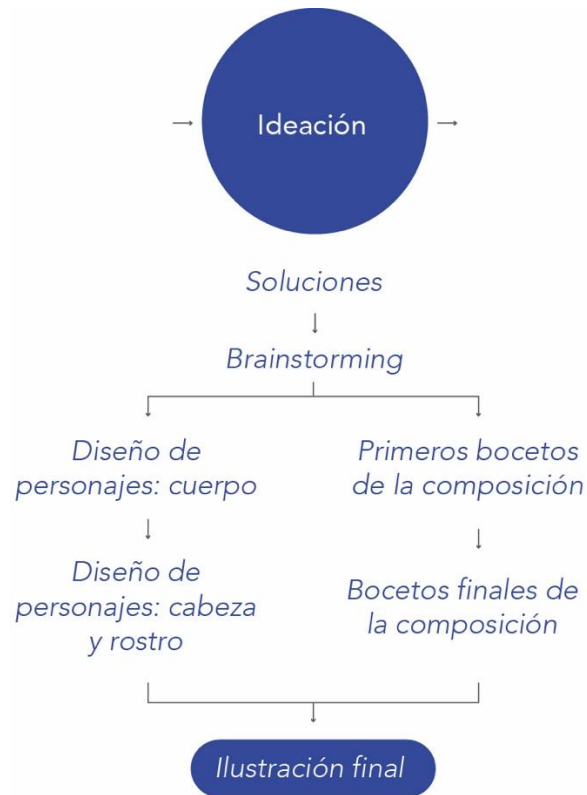 Ideación
Soluciones
Brainstorming
Diseño de
personajes: cuerpo
Diseño de
personajes: cabeza
y rostro
Primeros bocetos
de la composición
Bocetos finales de
la composición
Ilustración final